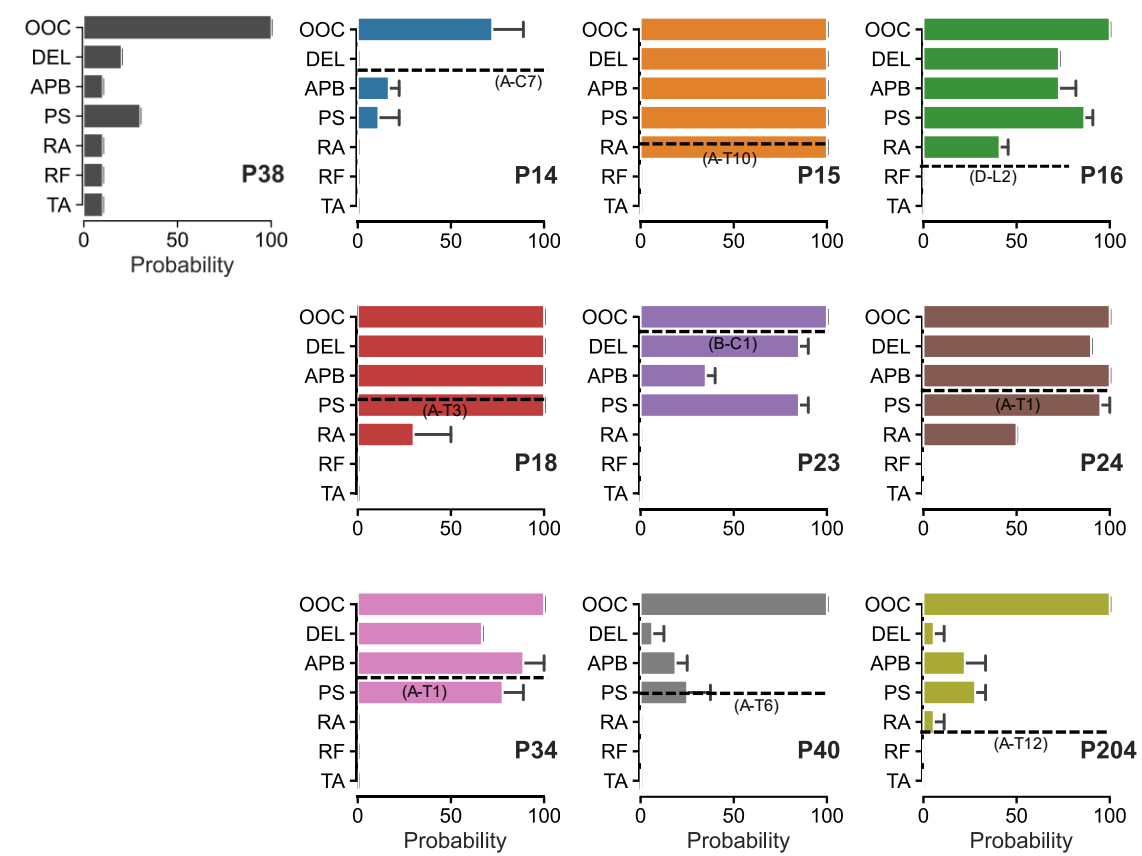 OOC
DEL
APB
PS
RA
RF
TA
P38
0 50 100
Probability
OOC
DEL
(A-C7)
APB
PS
RA
RF
P14
TA
0 50 100
OOC
DEL
APB
PS
RA
(A-T10)
RF
P15
TA
0 50 100
OOC
DEL
APB
PS
RA
RF
(D-L2)
P16
TA
0 50 100
OOC
DEL
APB
PS
(A-T3)
RA
RF
P18
TA
0 50 100
OOC
DEL
(B-C1)
APB
PS
RA
RF
P23
TA
0 50 100
OOC
DEL
APB
PS
(A-T1)
RA
RF
P24
TA
0 50 100
OOC
DEL
APB
PS
(A-T1)
RA
RF
P34
TA
0 50 100
Probability
OOC
DEL
APB
PS
(A-T6)
RA
RF
P40
TA
0 50 100
Probability
OOC
DEL
APB
PS
RA
(A-T12)
RF
P204
TA
0 50 100
Probability